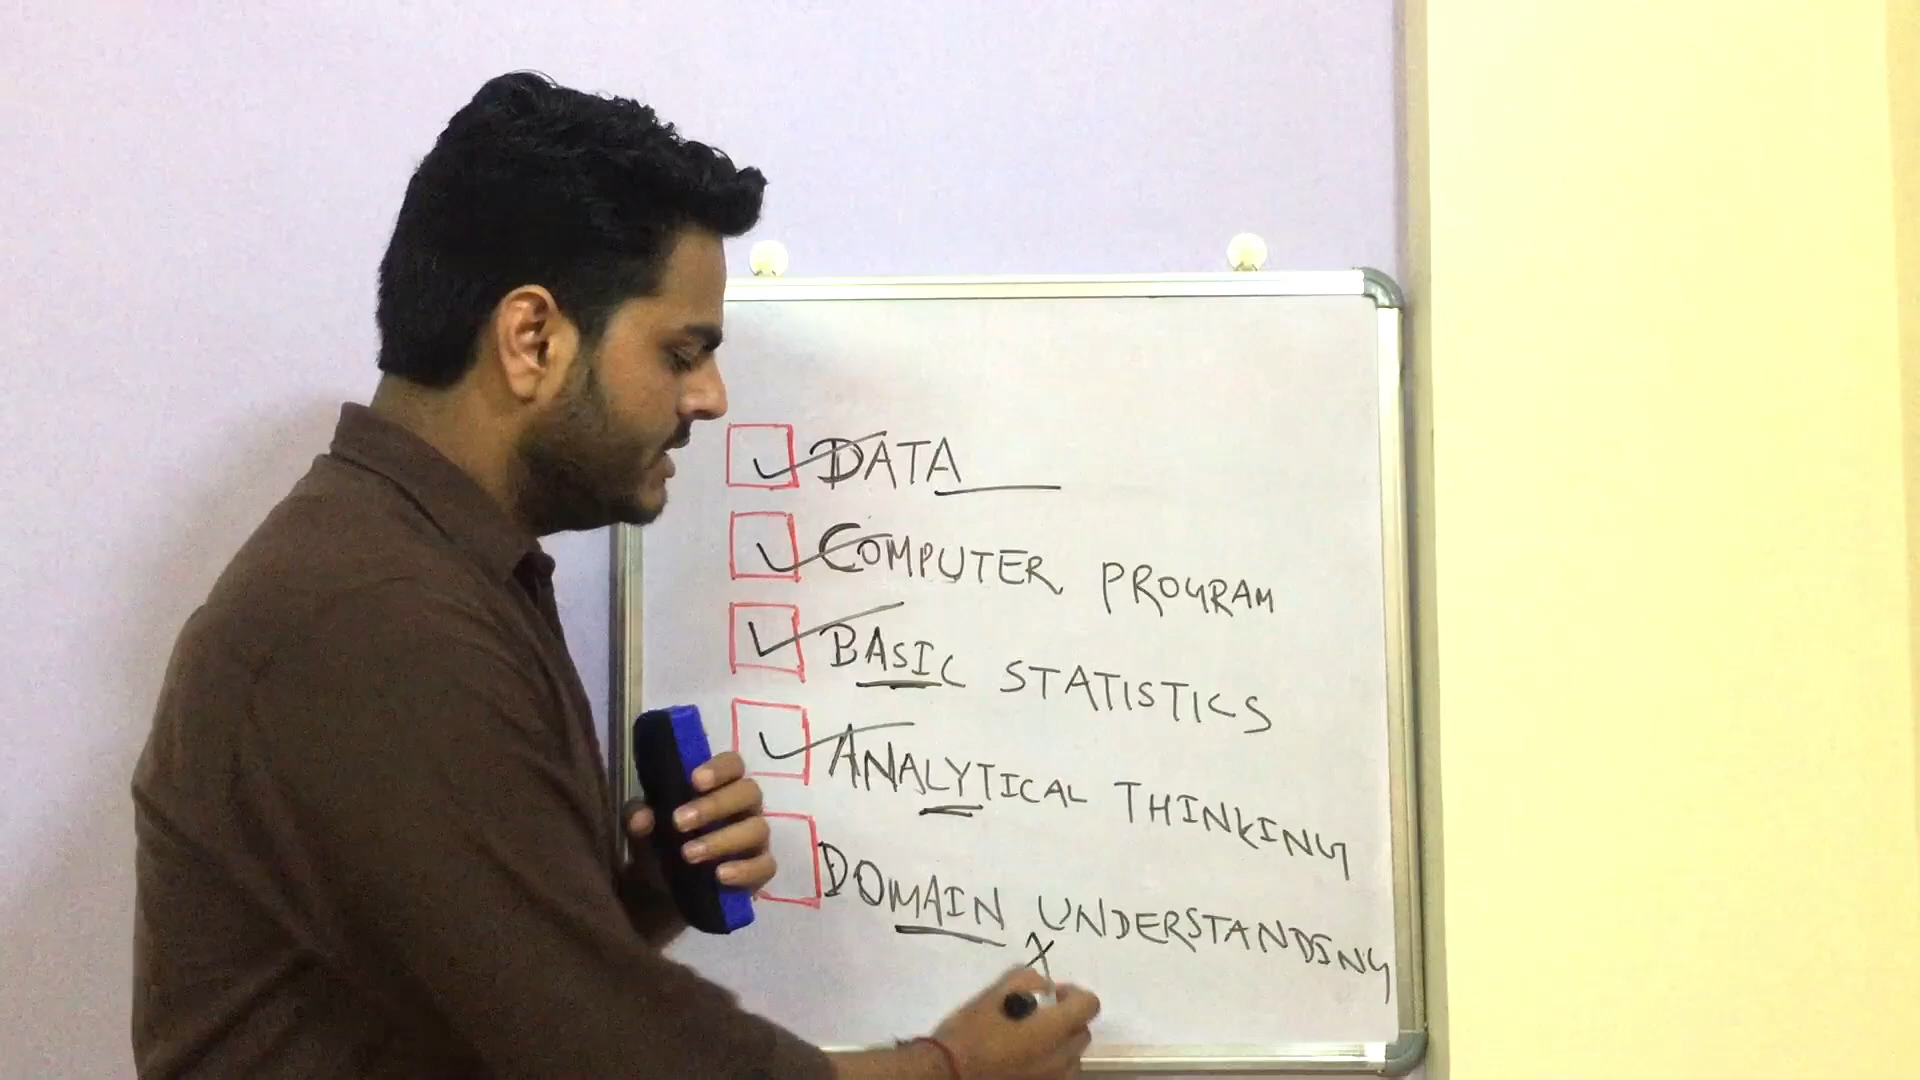 DATA
COMPUTER PROGRAM
BASIC STATISTICS
ANALYTICAL THINKING
DOMAIN UNDERSTANDING
X